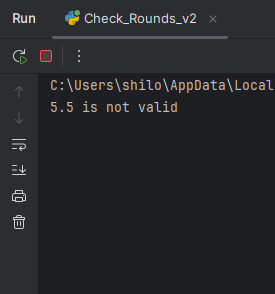 Run
Check_Rounds_v2
C:\Users\shilo\AppData\Local
5.5 is not valid